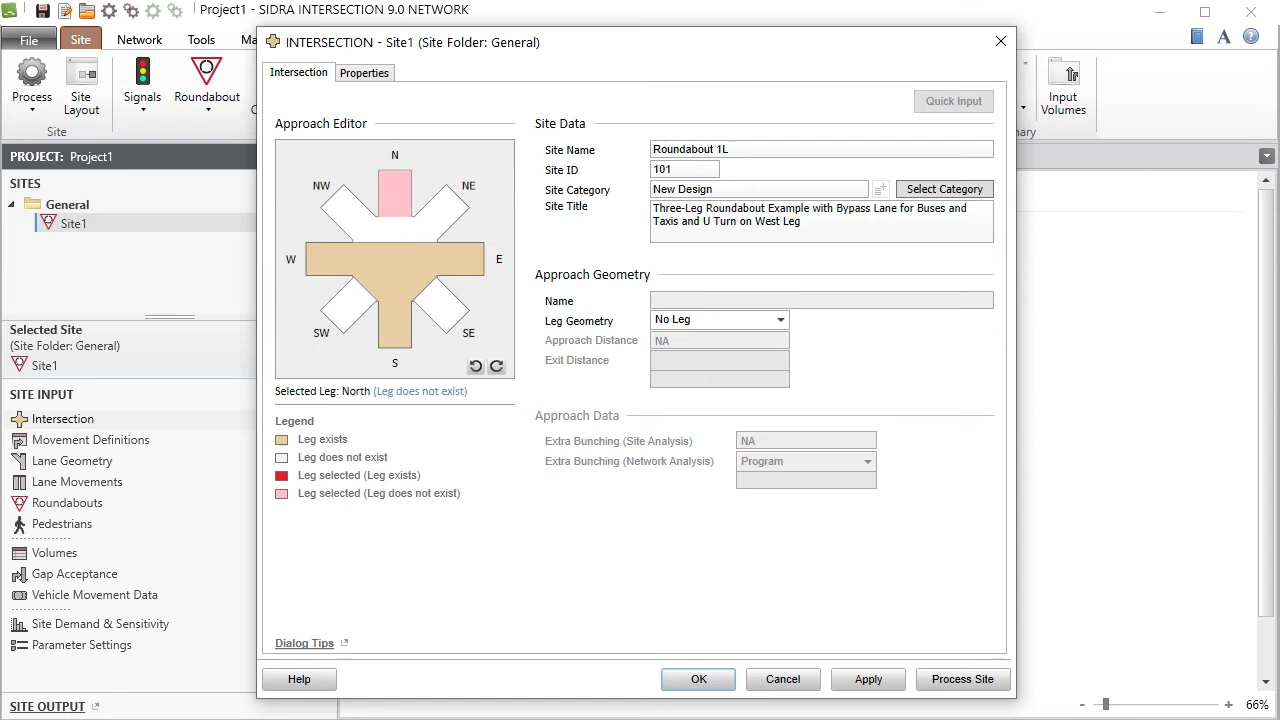 Project1 - SIDRA INTERSECTION 9.0 NETWORK
File
Site
Network
Tools
INTERSECTION - Site1 (Site Folder: General)
Process
Site Layout
Signals
Roundabout
Input Volumes
Site
PROJECT: Project1
SITES
General
Site1
Selected Site
(Site Folder: General)
Site1
SITE INPUT
Intersection
Movement Definitions
Lane Geometry
Lane Movements
Roundabouts
Pedestrians
Volumes
Gap Acceptance
Vehicle Movement Data
Site Demand & Sensitivity
Parameter Settings
SITE OUTPUT
Intersection
Properties
Quick Input
Approach Editor
N
NW
NE
W
E
SW
SE
S
Selected Leg: North (Leg does not exist)
Legend
Leg exists
Leg does not exist
Leg selected (Leg exists)
Leg selected (Leg does not exist)
Site Data
Site Name
Roundabout 1L
Site ID
101
Site Category
New Design
Select Category
Site Title
Three-Leg Roundabout Example with Bypass Lane for Buses and
Taxis and U Turn on West Leg
Approach Geometry
Name
Leg Geometry
No Leg
Approach Distance
NA
Exit Distance
Approach Data
Extra Bunching (Site Analysis)
NA
Extra Bunching (Network Analysis)
Program
Dialog Tips
Help
OK
Cancel
Apply
Process Site
66%